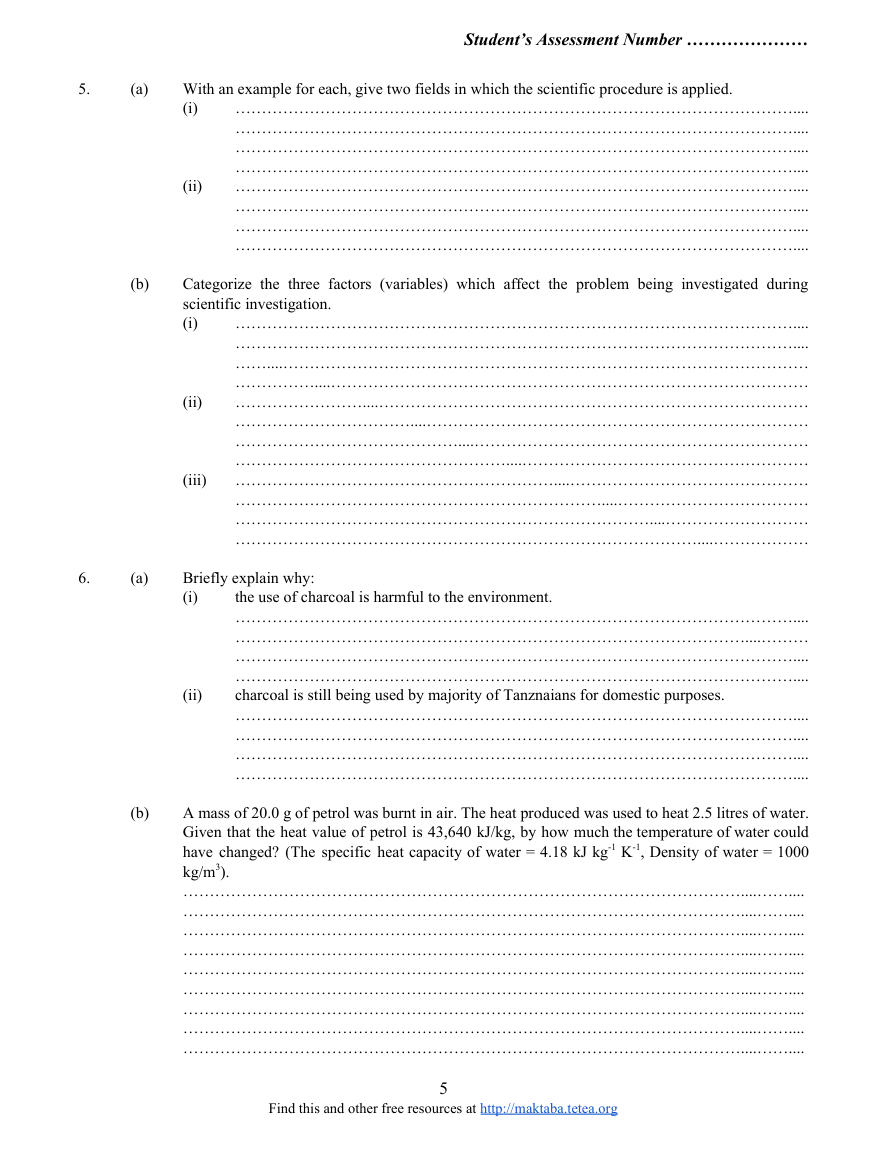 Student's Assessment Number …………………
5. (a) With an example for each, give two fields in which the scientific procedure is applied.
(i) ……………………………………………………………………………………………....
……………………………………………………………………………………………....
……………………………………………………………………………………………....
……………………………………………………………………………………………....
(ii) ……………………………………………………………………………………………....
……………………………………………………………………………………………....
……………………………………………………………………………………………....
……………………………………………………………………………………………....
(b) Categorize the three factors (variables) which affect the problem being investigated during
scientific investigation.
(i) ……………………………………………………………………………………………....
……………………………………………………………………………………………....
……....………………………………………………………………………………………
……………....………………………………………………………………………………
(ii) ……………………....………………………………………………………………………
……………………………....………………………………………………………………
……………………………………....………………………………………………………
……………………………………………....………………………………………………
(iii) ……………………………………………………....………………………………………
……………………………………………………………....………………………………
……………………………………………………………………....………………………
……………………………………………………………………………....………………
6. (a) Briefly explain why:
(i) the use of charcoal is harmful to the environment.
……………………………………………………………………………………………....
……………………………………………………………………………………....………
……………………………………………………………………………………………....
……………………………………………………………………………………………....
(ii) charcoal is still being used by majority of Tanznaians for domestic purposes.
……………………………………………………………………………………………....
……………………………………………………………………………………………....
……………………………………………………………………………………………....
……………………………………………………………………………………………....
(b) A mass of 20.0 g of petrol was burnt in air. The heat produced was used to heat 2.5 litres of water.
Given that the heat value of petrol is 43,640 kJ/kg, by how much the temperature of water could
have changed? (The specific heat capacity of water = 4.18 kJ kg⁻¹ K⁻¹, Density of water = 1000
kg/m³).
……………………………………………………………………………………………....……....
……………………………………………………………………………………………....……....
……………………………………………………………………………………………....……....
……………………………………………………………………………………………....……....
……………………………………………………………………………………………....……....
……………………………………………………………………………………………....……....
……………………………………………………………………………………………....……....
……………………………………………………………………………………………....……....
……………………………………………………………………………………………....……....
5
Find this and other free resources at http://maktaba.tetea.org